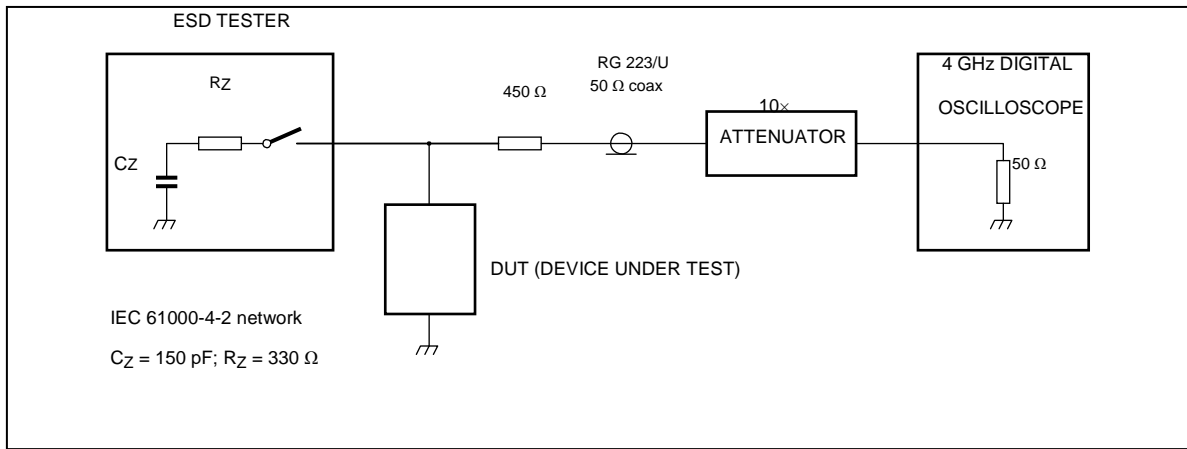 ESD TESTER
RZ
CZ
450 Ω
RG 223/U
50 Ω coax
10×
ATTENUATOR
4 GHz DIGITAL
OSCILLOSCOPE
50 Ω
DUT (DEVICE UNDER TEST)
IEC 61000-4-2 network
CZ = 150 pF; RZ = 330 Ω